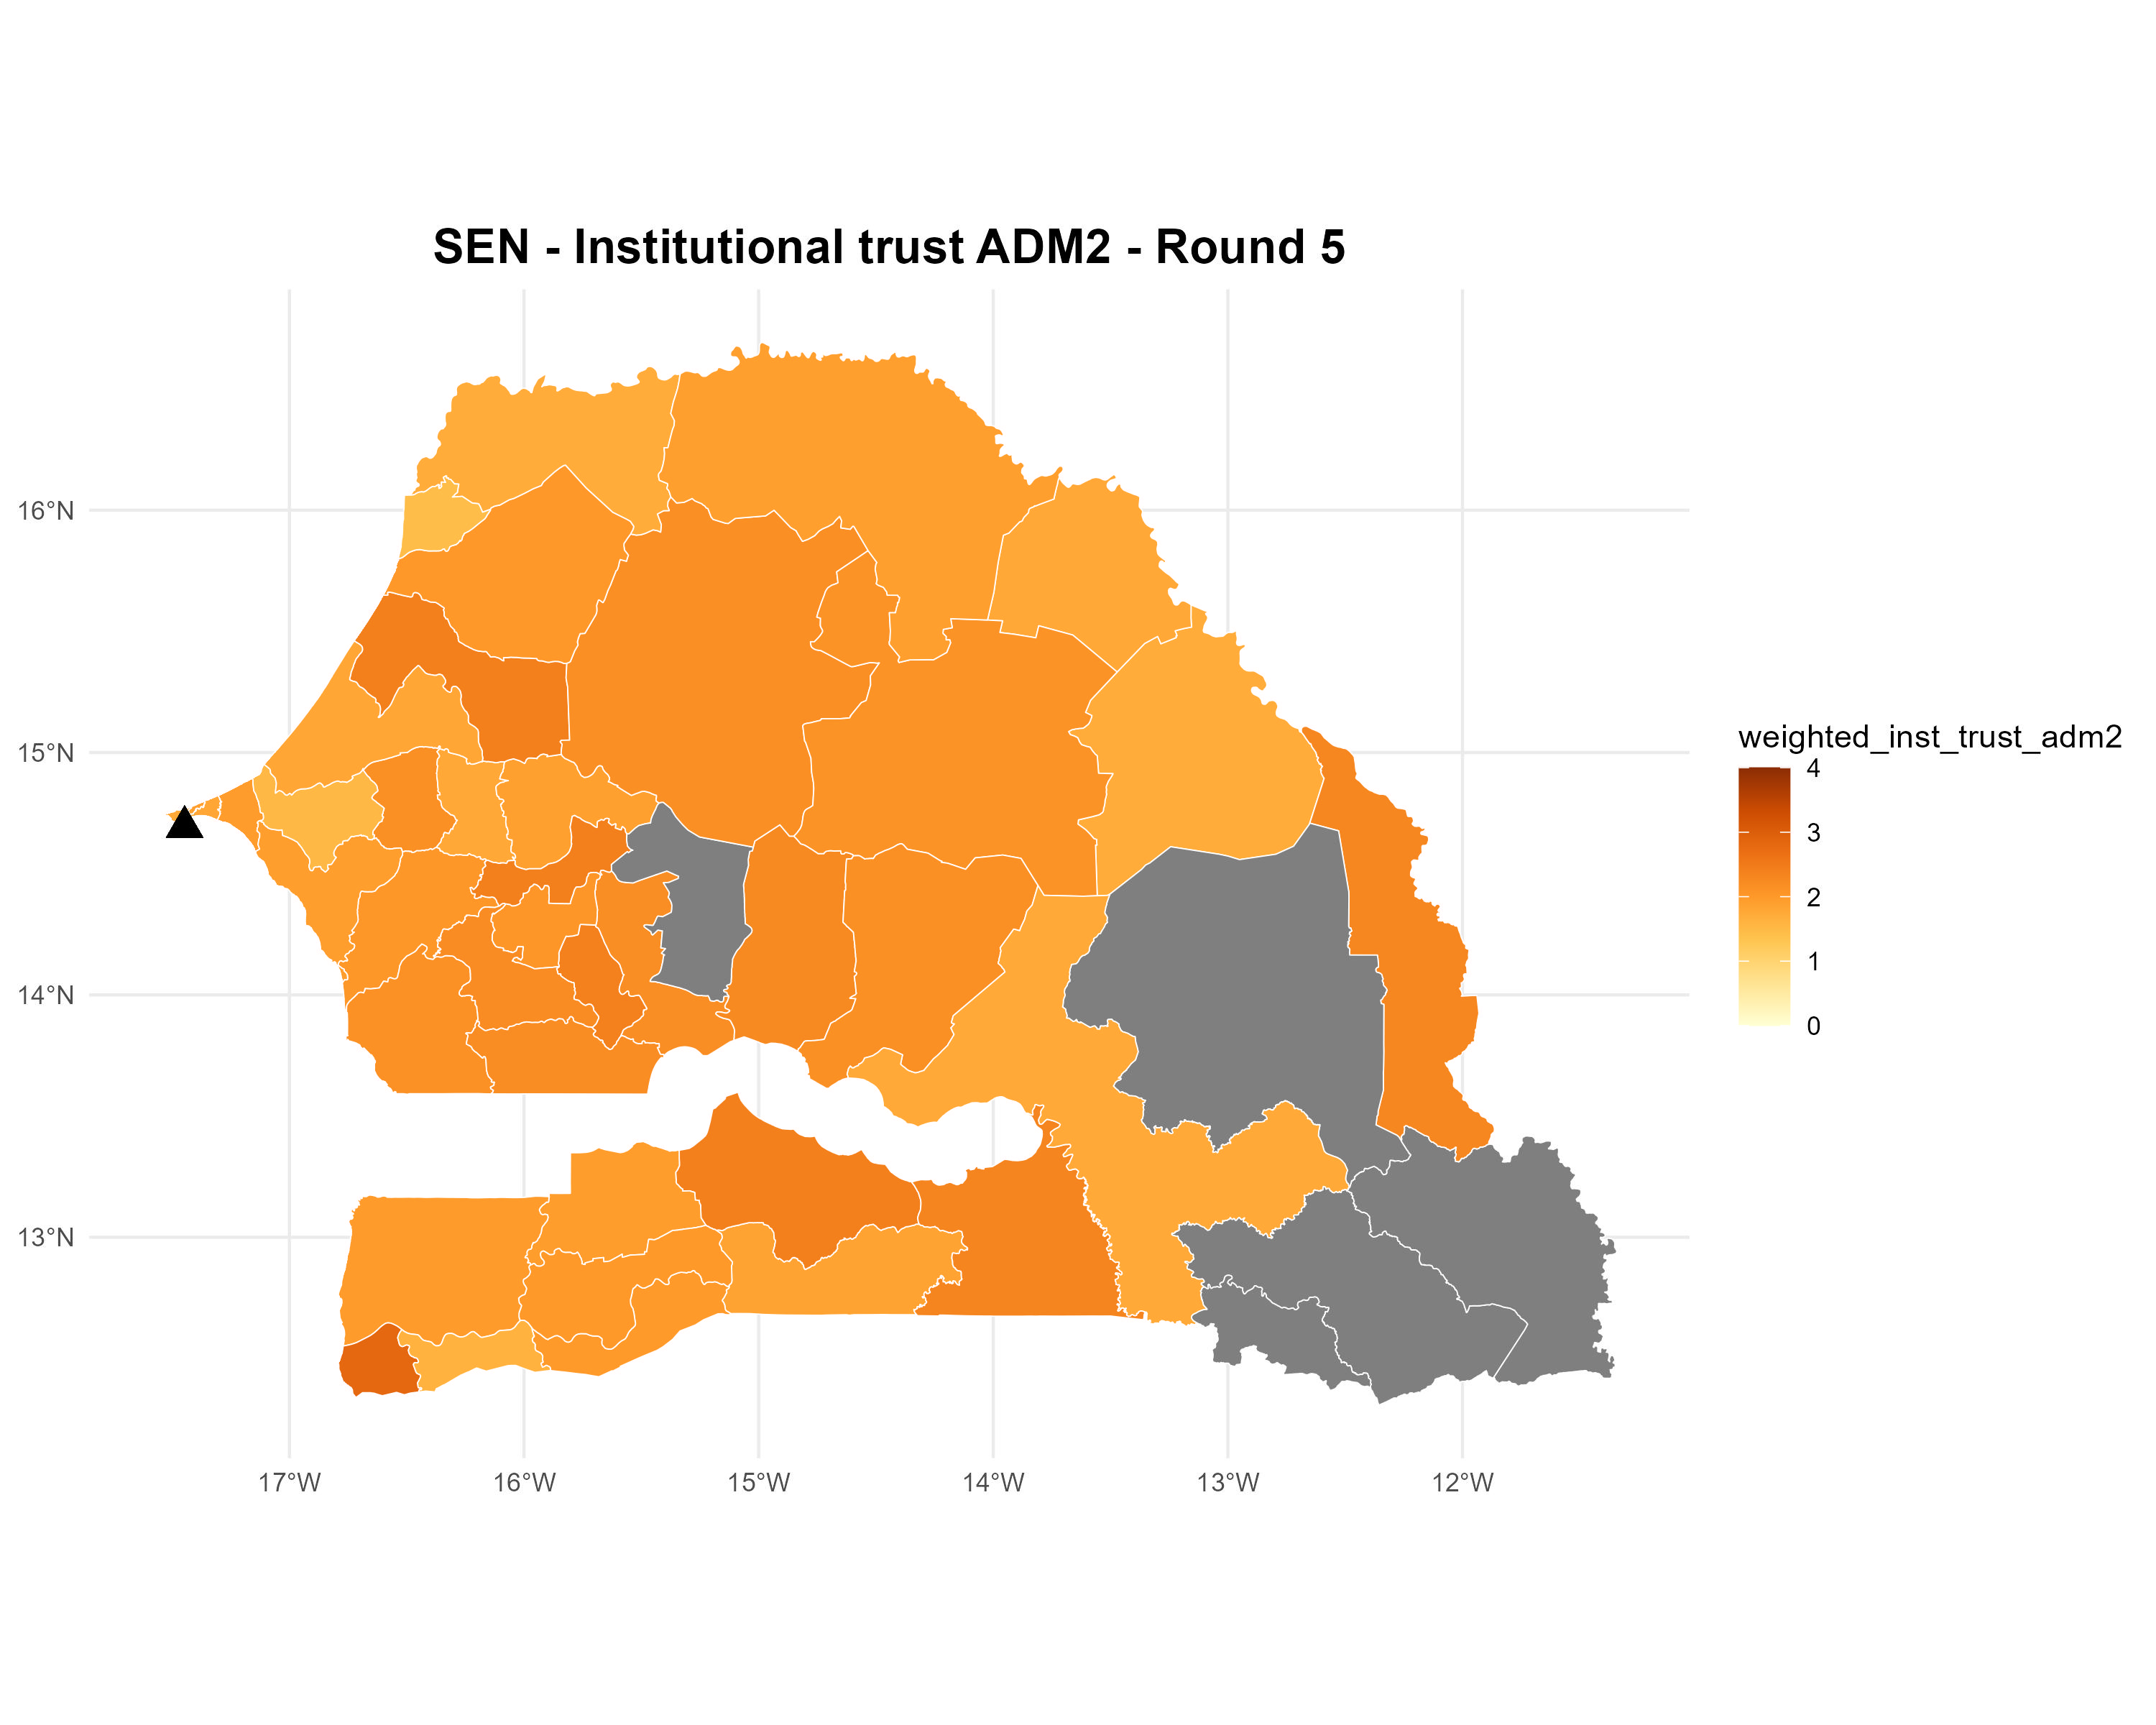 SEN - Institutional trust ADM2 - Round 5
16°N
15°N
14°N
13°N
17°W
16°W
15°W
14°W
13°W
12°W
weighted_inst_trust_adm2
4
3
2
1
0